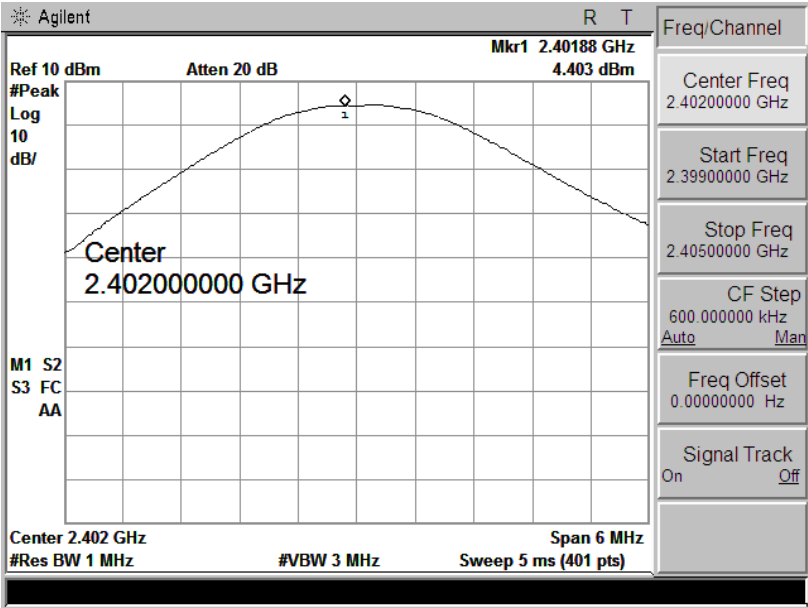 Agilent
R T
Mkr1 2.40188 GHz
Ref 10 dBm Atten 20 dB 4.403 dBm
#Peak
Log
10
dB/
1
Center
2.402000000 GHz
M1 S2
S3 FC
AA
Center 2.402 GHz Span 6 MHz
#Res BW 1 MHz #VBW 3 MHz Sweep 5 ms (401 pts)
Freq/Channel
Center Freq
2.40200000 GHz
Start Freq
2.39900000 GHz
Stop Freq
2.40500000 GHz
CF Step
600.000000 kHz
Auto Man
Freq Offset
0.00000000 Hz
Signal Track
On Off